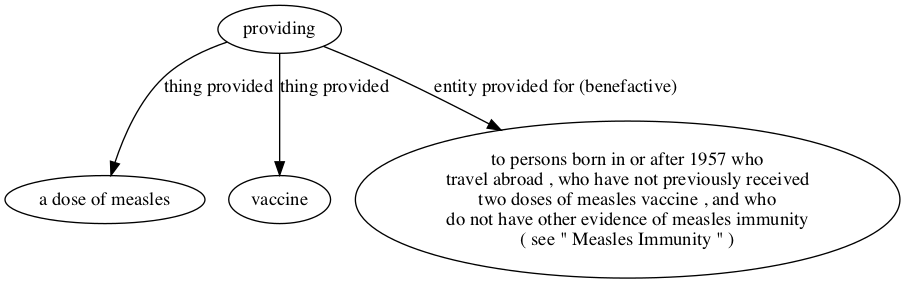 providing
thing provided
thing provided
entity provided for (benefactive)
a dose of measles
vaccine
to persons born in or after 1957 who
travel abroad , who have not previously received
two doses of measles vaccine , and who
do not have other evidence of measles immunity
( see " Measles Immunity " )